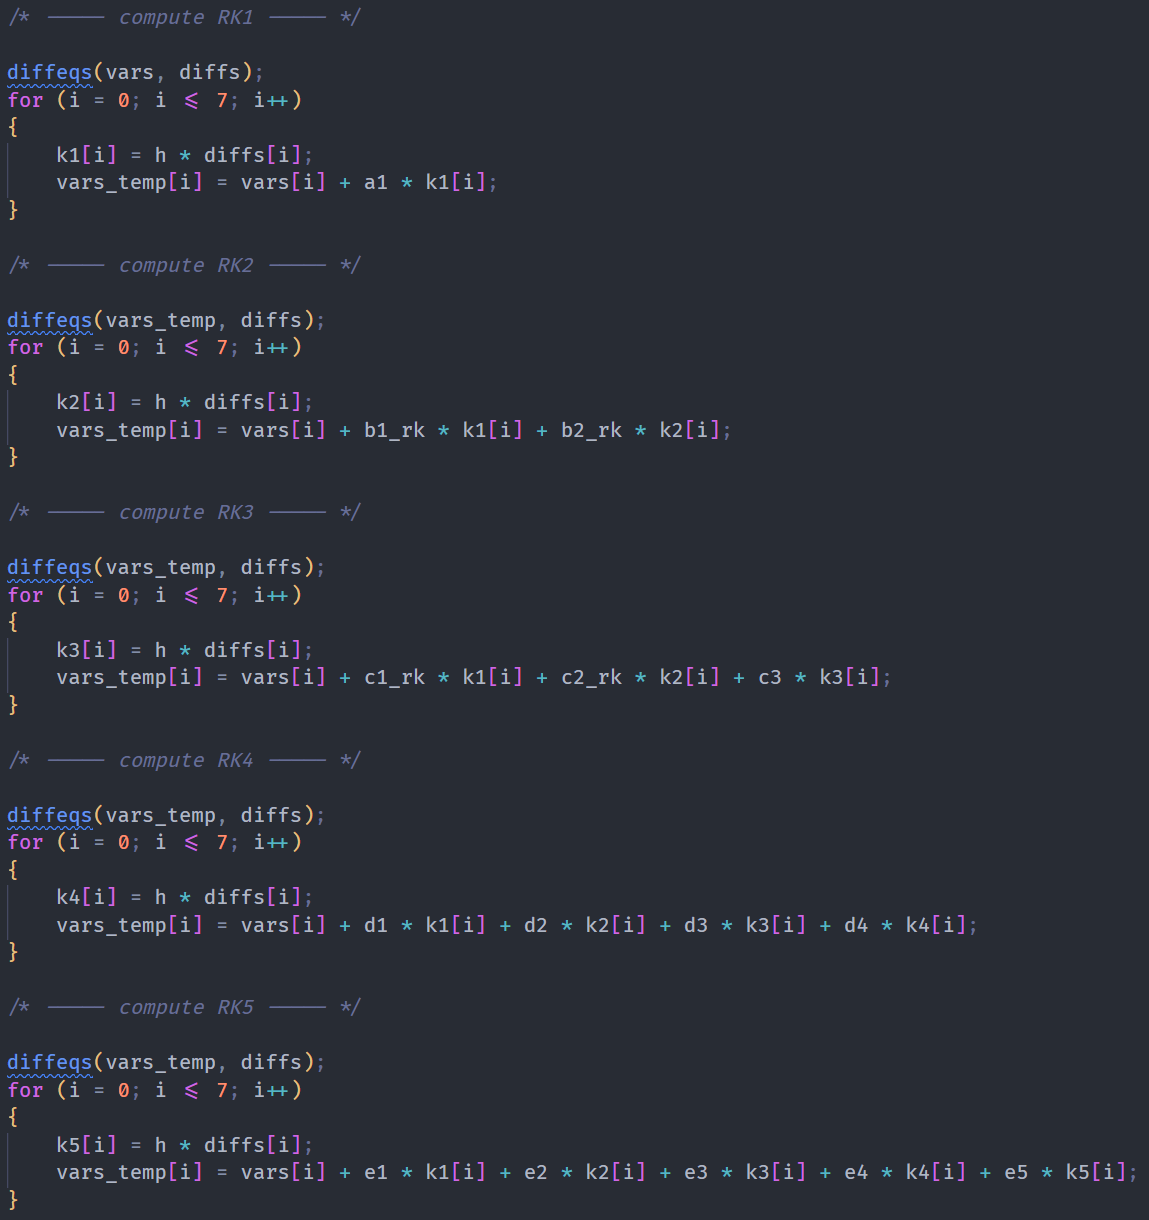 /* ----- compute RK1 ----- */
diffeqs(vars, diffs);
for (i = 0; i <= 7; i++)
{
k1[i] = h * diffs[i];
vars_temp[i] = vars[i] + a1 * k1[i];
}
/* ----- compute RK2 ----- */
diffeqs(vars_temp, diffs);
for (i = 0; i <= 7; i++)
{
k2[i] = h * diffs[i];
vars_temp[i] = vars[i] + b1_rk * k1[i] + b2_rk * k2[i];
}
/* ----- compute RK3 ----- */
diffeqs(vars_temp, diffs);
for (i = 0; i <= 7; i++)
{
k3[i] = h * diffs[i];
vars_temp[i] = vars[i] + c1_rk * k1[i] + c2_rk * k2[i] + c3 * k3[i];
}
/* ----- compute RK4 ----- */
diffeqs(vars_temp, diffs);
for (i = 0; i <= 7; i++)
{
k4[i] = h * diffs[i];
vars_temp[i] = vars[i] + d1 * k1[i] + d2 * k2[i] + d3 * k3[i] + d4 * k4[i];
}
/* ----- compute RK5 ----- */
diffeqs(vars_temp, diffs);
for (i = 0; i <= 7; i++)
{
k5[i] = h * diffs[i];
vars_temp[i] = vars[i] + e1 * k1[i] + e2 * k2[i] + e3 * k3[i] + e4 * k4[i] + e5 * k5[i];
}